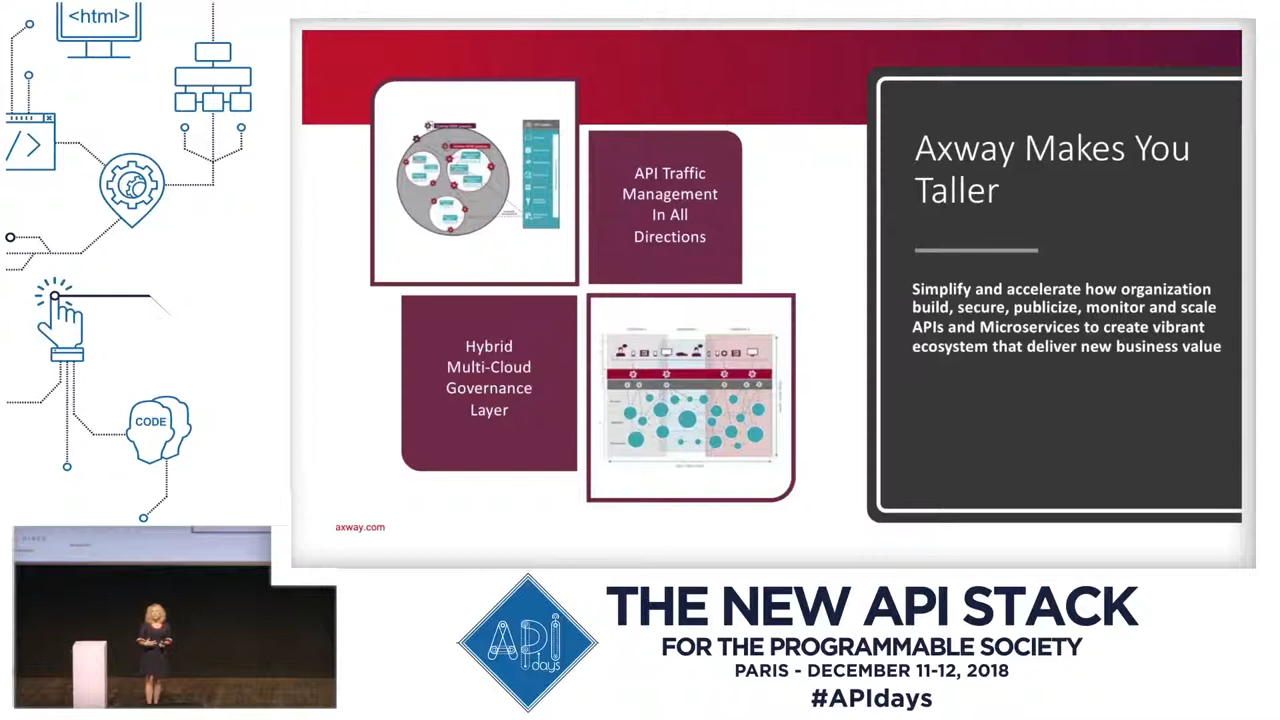 <html>
</>
CODE
API Traffic
Management
In All
Directions
Hybrid
Multi-Cloud
Governance
Layer
axway.com
Axway Makes You
Taller
Simplify and accelerate how organization
build, secure, publicize, monitor and scale
APIs and Microservices to create vibrant
ecosystem that deliver new business value
API
days
THE NEW API STACK
FOR THE PROGRAMMABLE SOCIETY
PARIS - DECEMBER 11-12, 2018
#APIdays